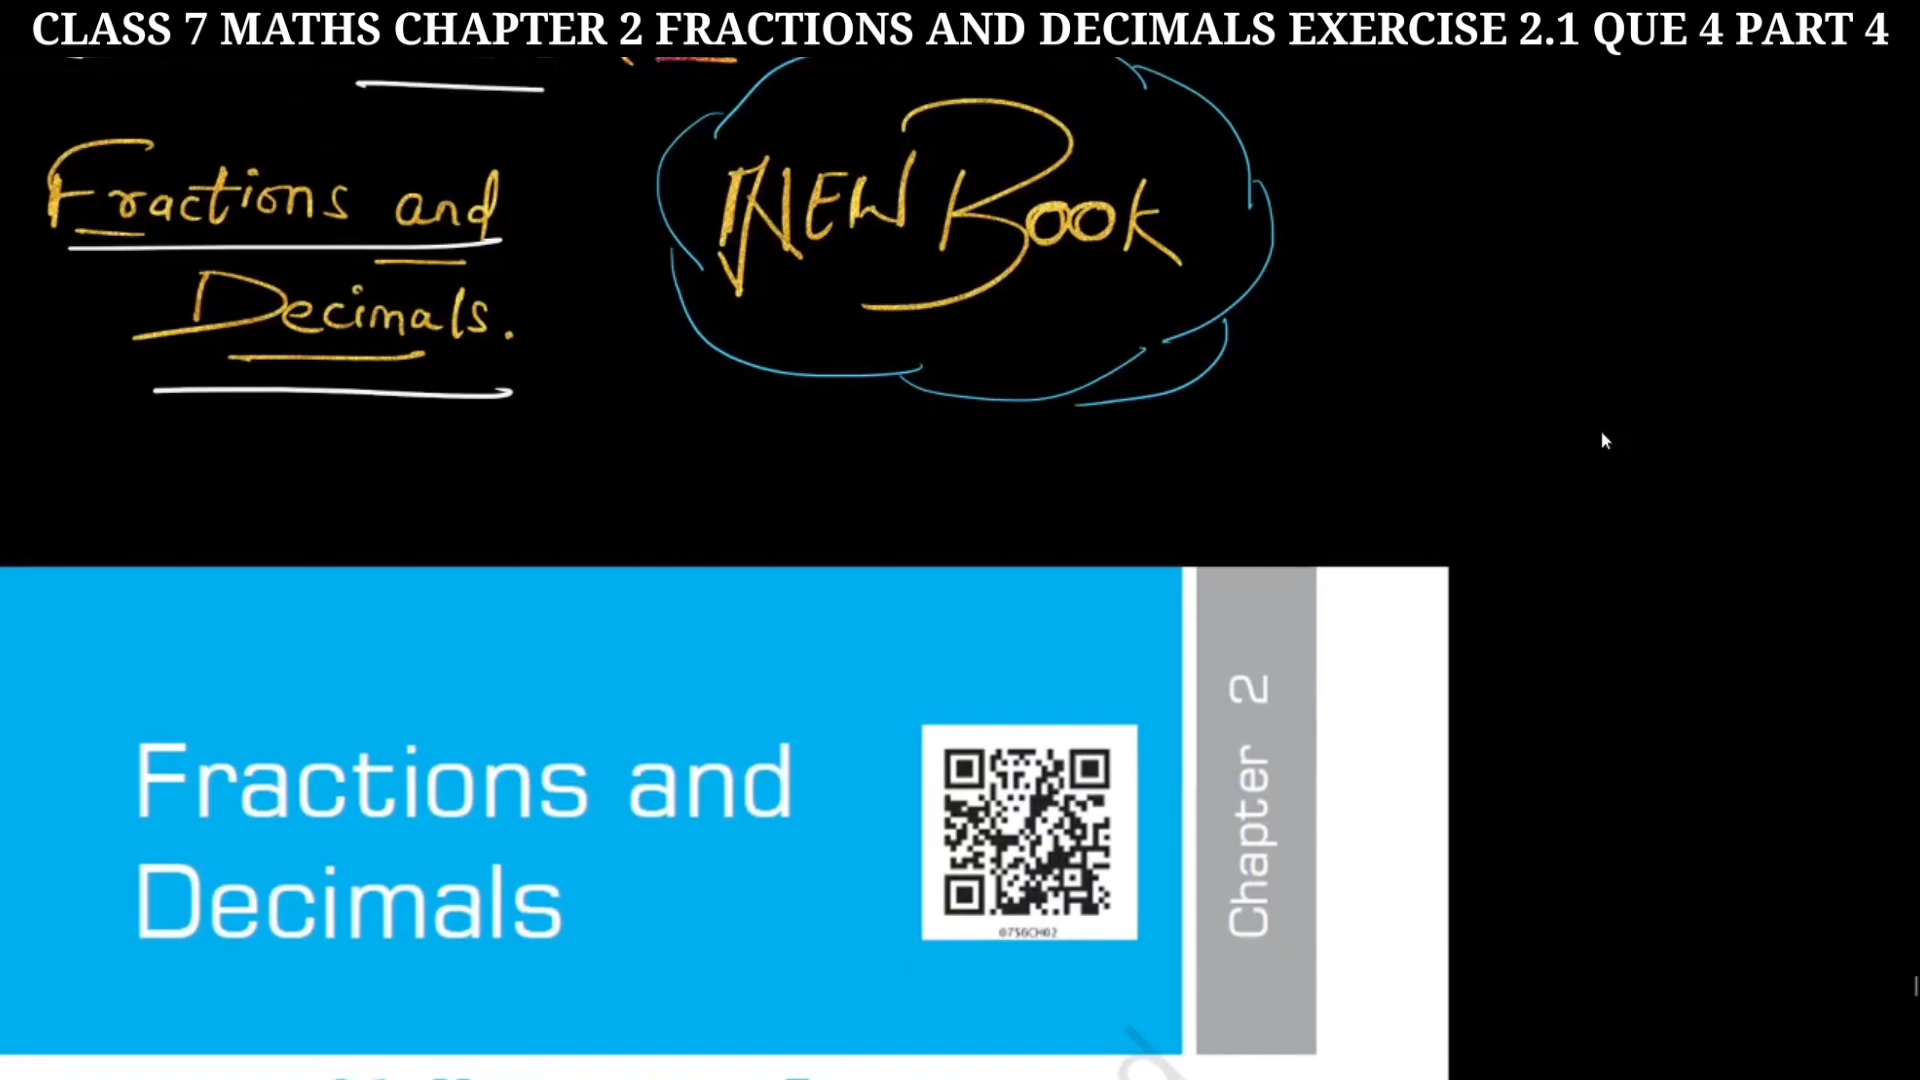 CLASS 7 MATHS CHAPTER 2 FRACTIONS AND DECIMALS EXERCISE 2.1 QUE 4 PART 4
Fractions and
Decimals.
NEW BOOK
Fractions and
Decimals
0756CH02
Chapter 2